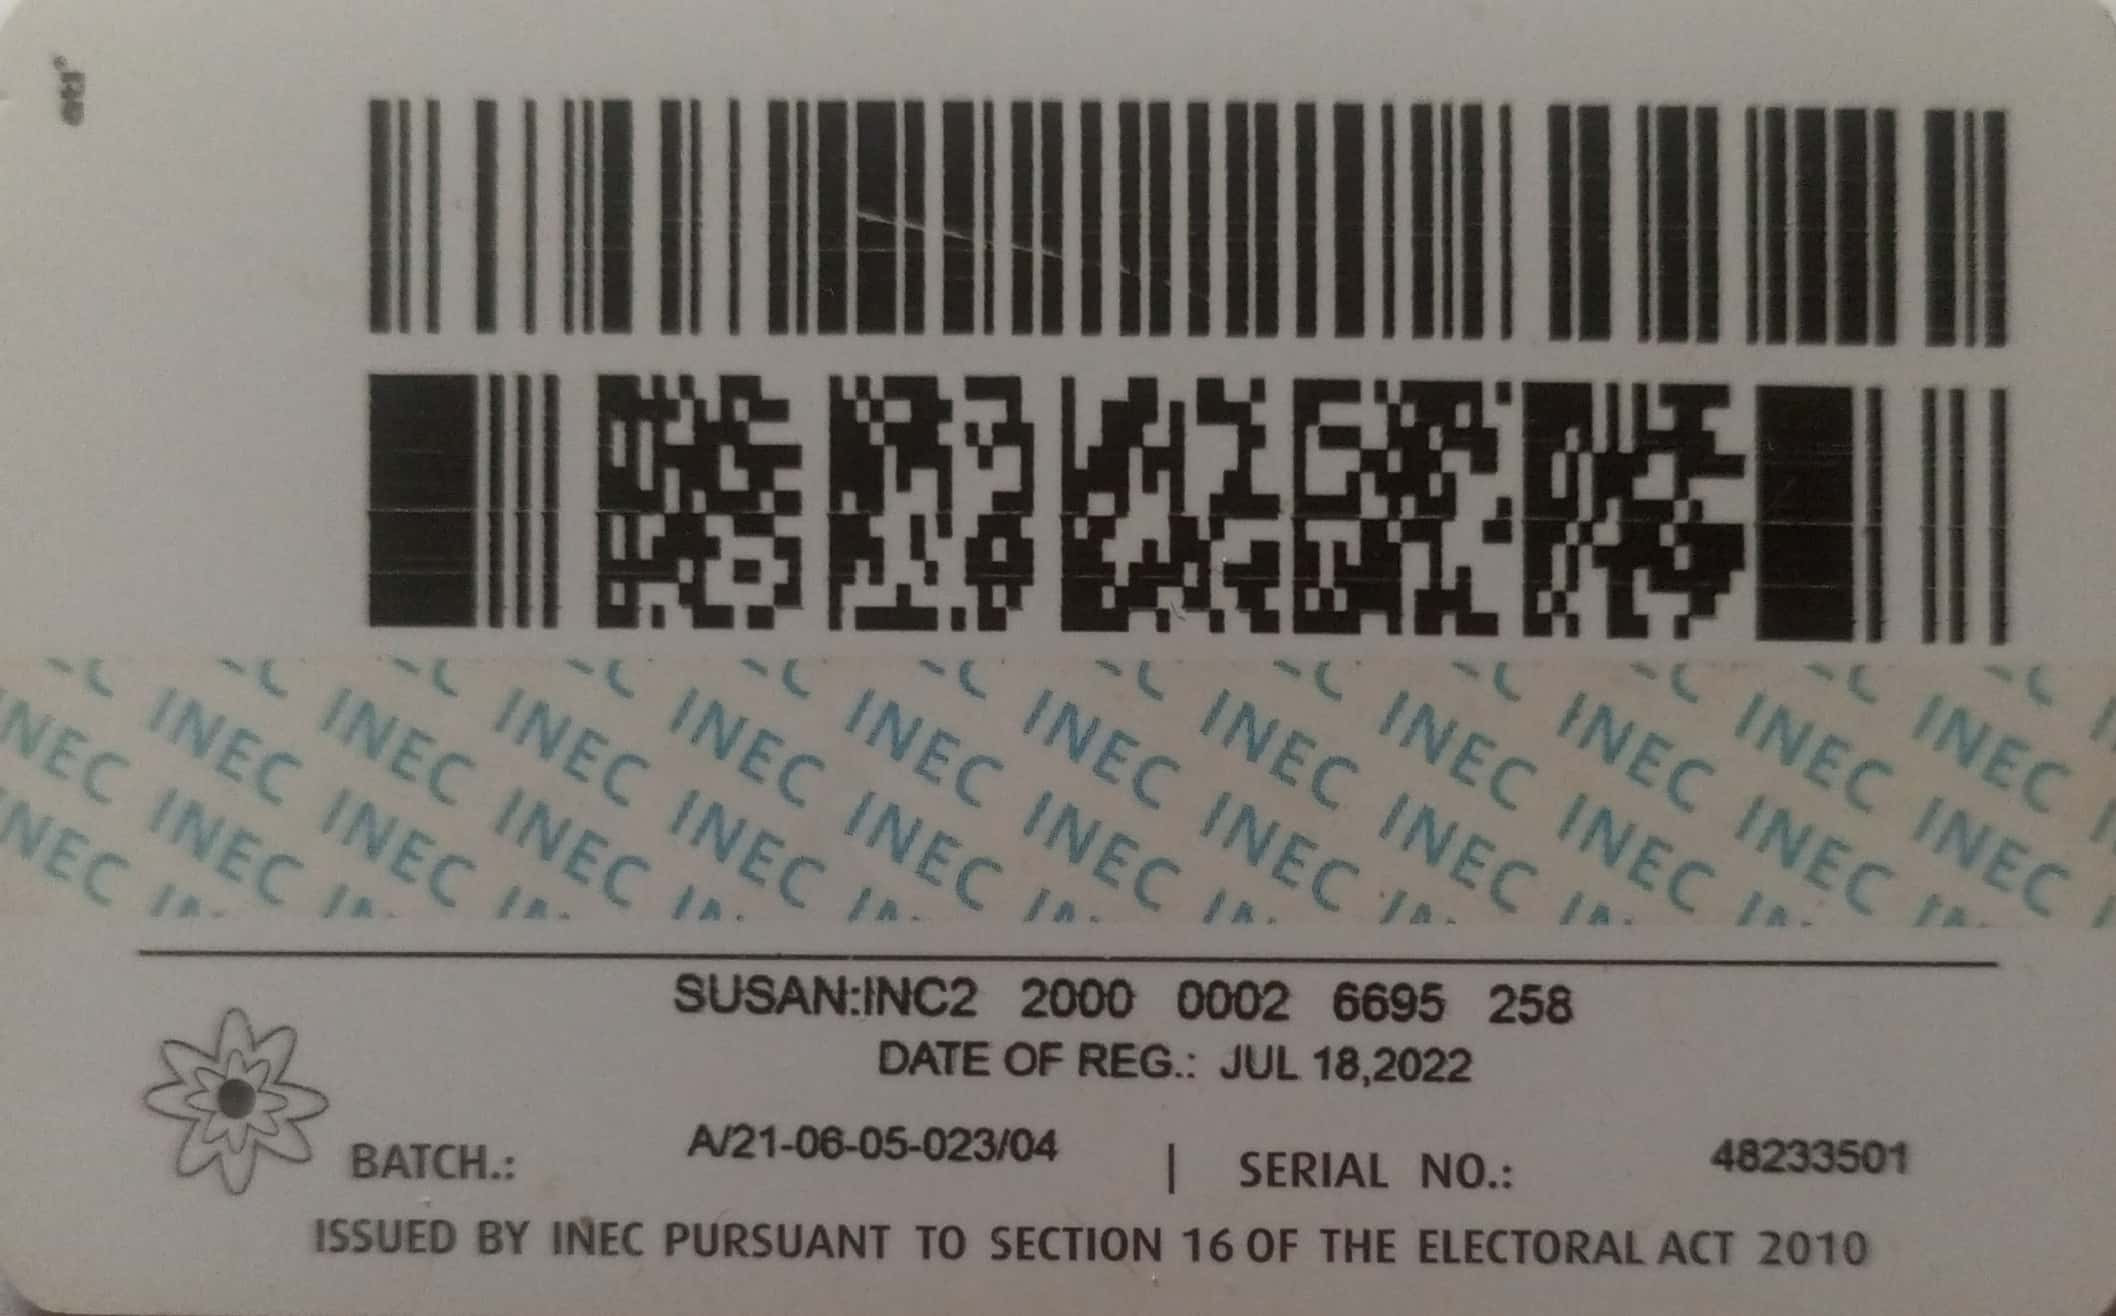 INEC INEC INEC INEC INEC INEC INEC INEC INEC INEC INEC
INEC INEC INEC INEC INEC INEC INEC INEC INEC INEC INEC INEC
SUSAN:INC2 2000 0002 6695 258
DATE OF REG.: JUL 18,2022
BATCH.: A/21-06-05-023/04 | SERIAL NO.: 48233501
ISSUED BY INEC PURSUANT TO SECTION 16 OF THE ELECTORAL ACT 2010